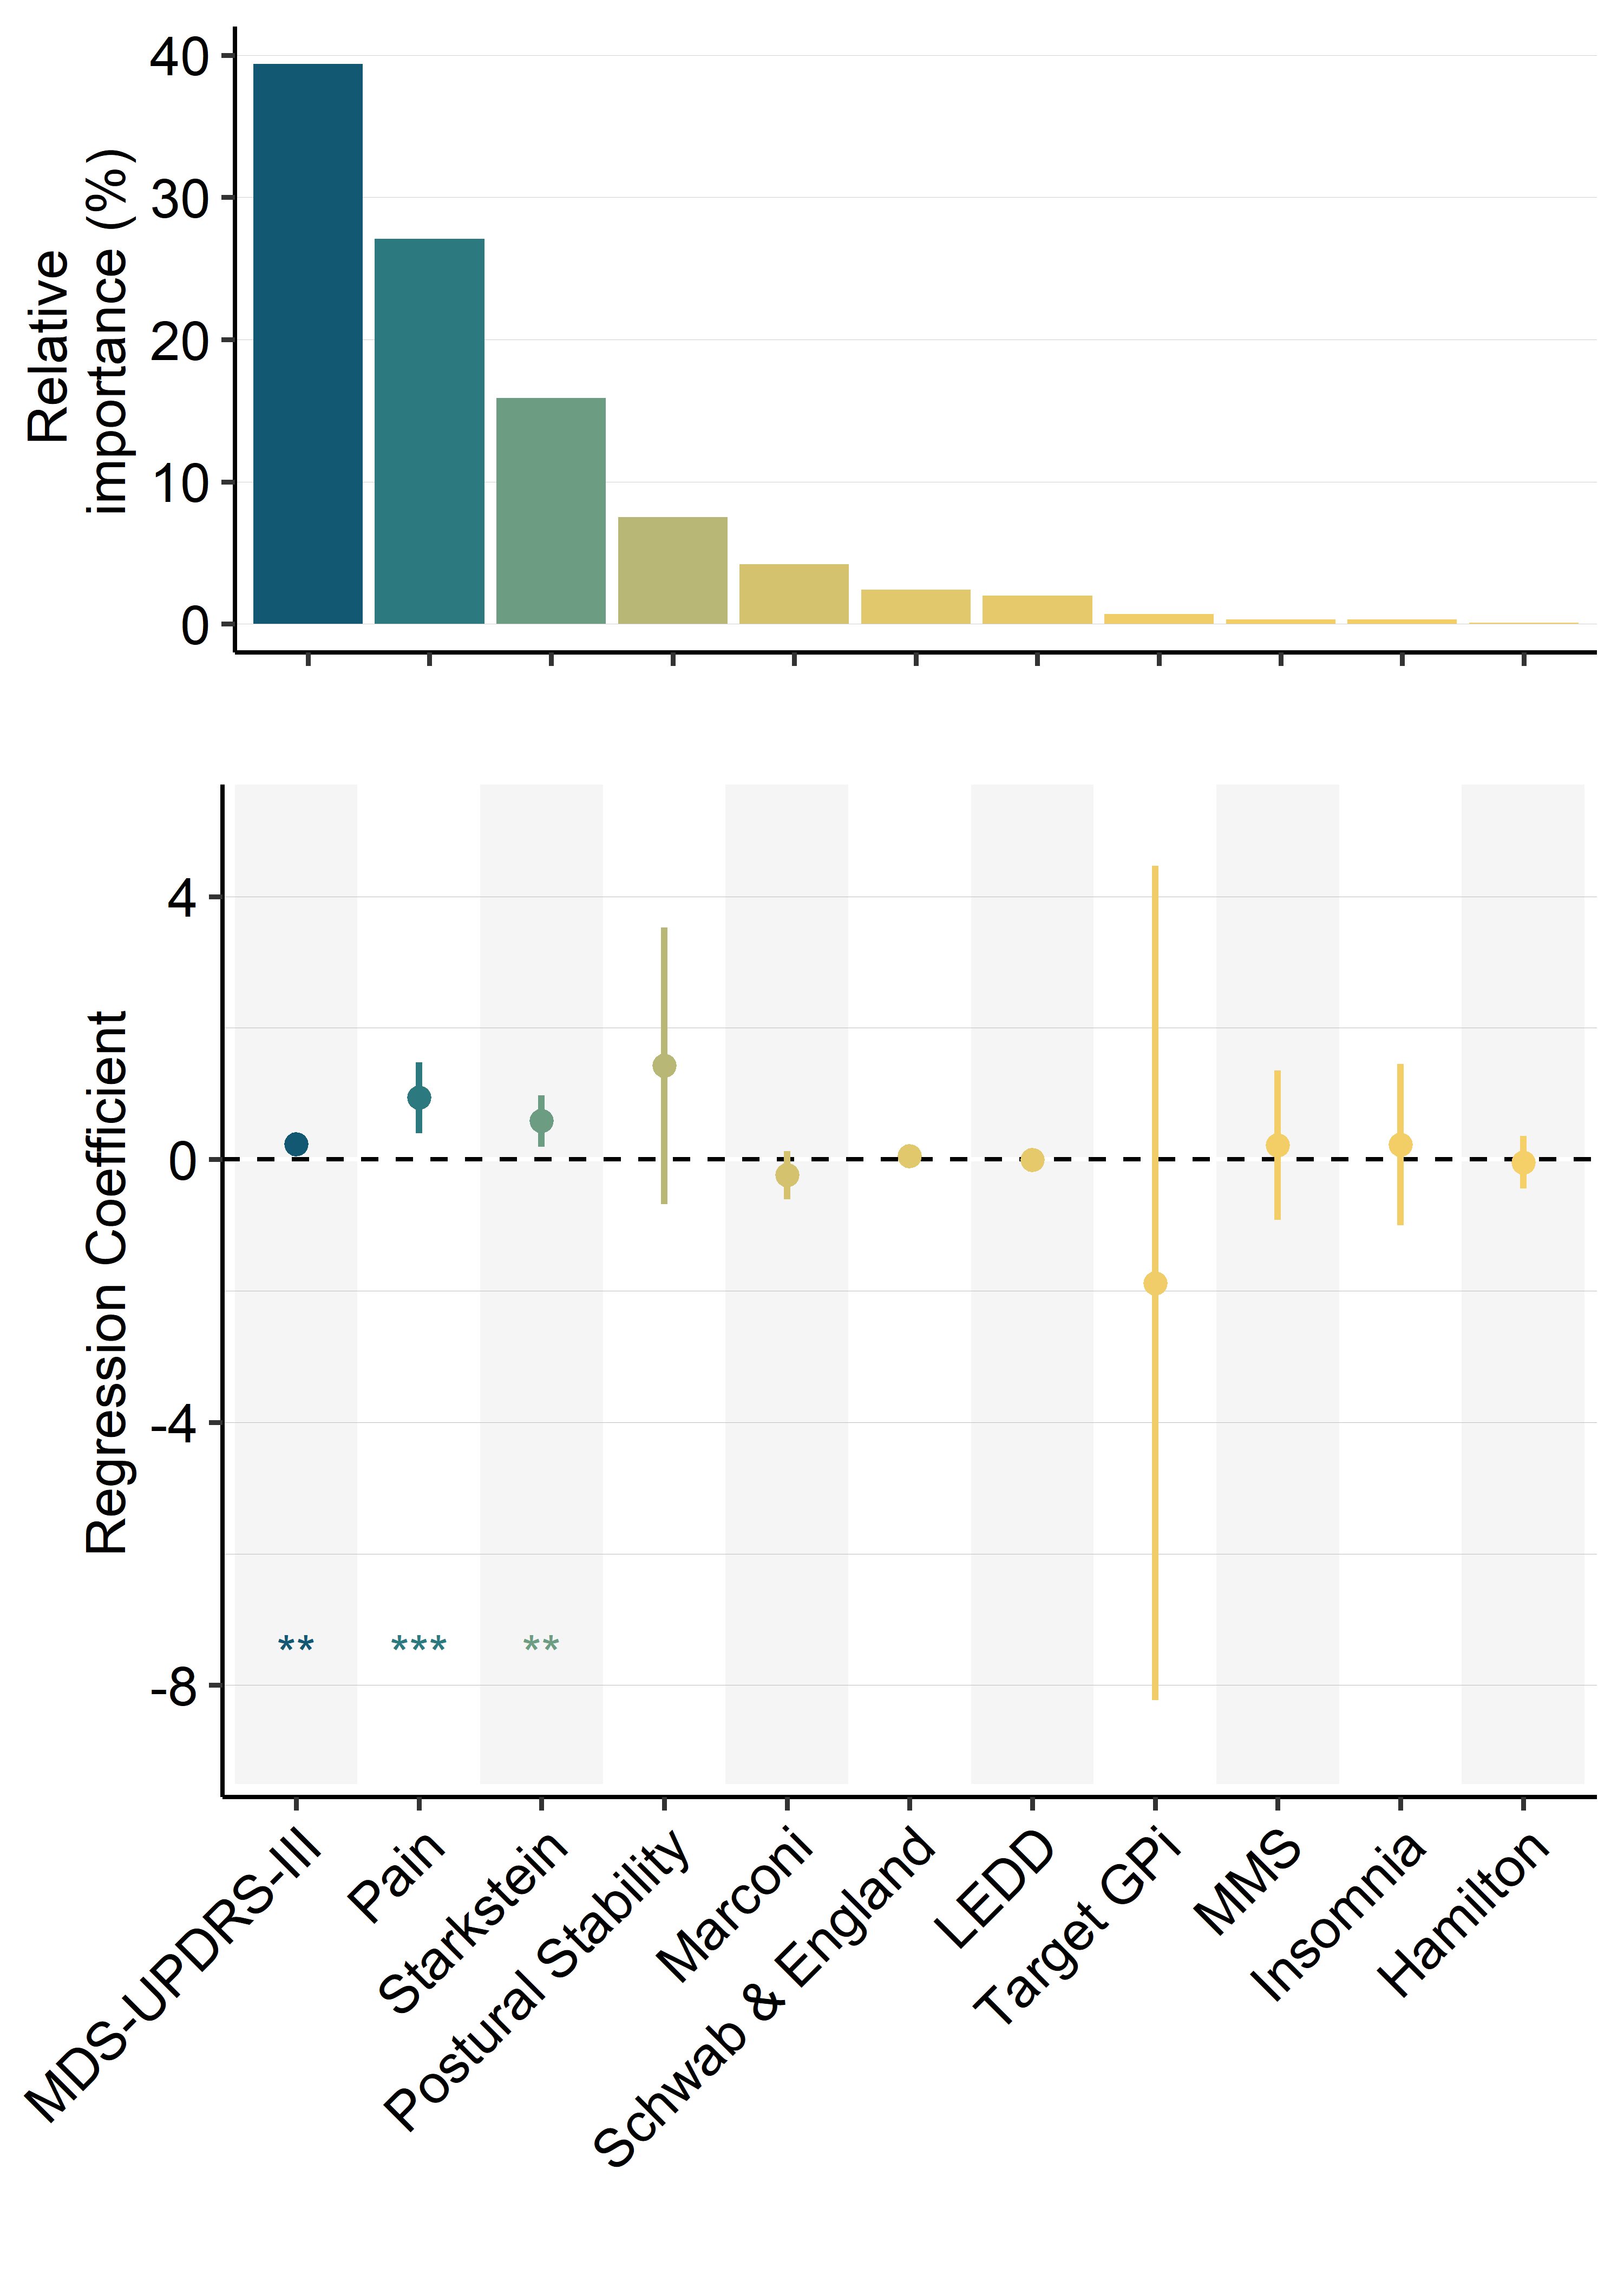 Relative
importance (%)
40
30
20
10
0
Regression Coefficient
4
0
-4
-8
** *** **
MDS-UPDRS-III
Pain
Starkstein
Postural Stability
Marconi
Schwab & England
LEDD
Target GPi
MMS
Insomnia
Hamilton